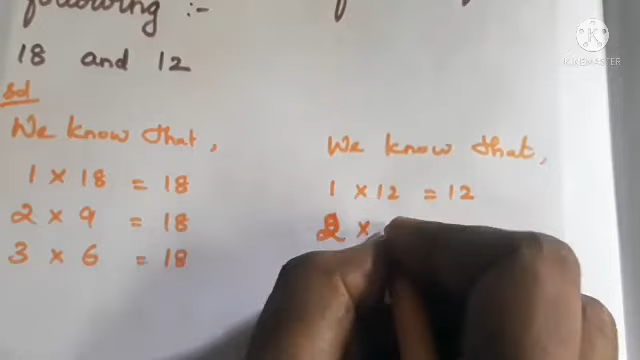 following :-
18 and 12
Sol
We know that,
1 × 18 = 18
2 × 9 = 18
3 × 6 = 18
We know that,
1 × 12 = 12
2 ×
KINEMASTER